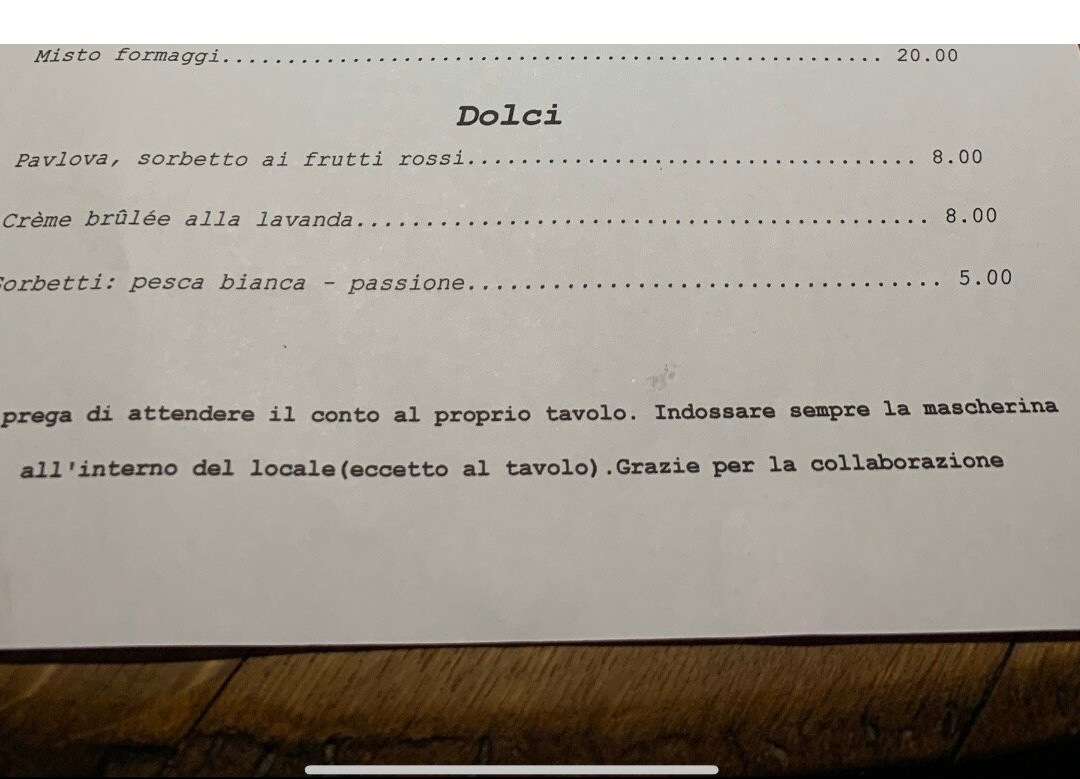 Misto formaggi.................................................... 20.00
Dolci
Pavlova, sorbetto ai frutti rossi.................................. 8.00
Crème brûlée alla lavanda.......................................... 8.00
Sorbetti: pesca bianca - passione.................................. 5.00
prega di attendere il conto al proprio tavolo. Indossare sempre la mascherina
all'interno del locale(eccetto al tavolo).Grazie per la collaborazione